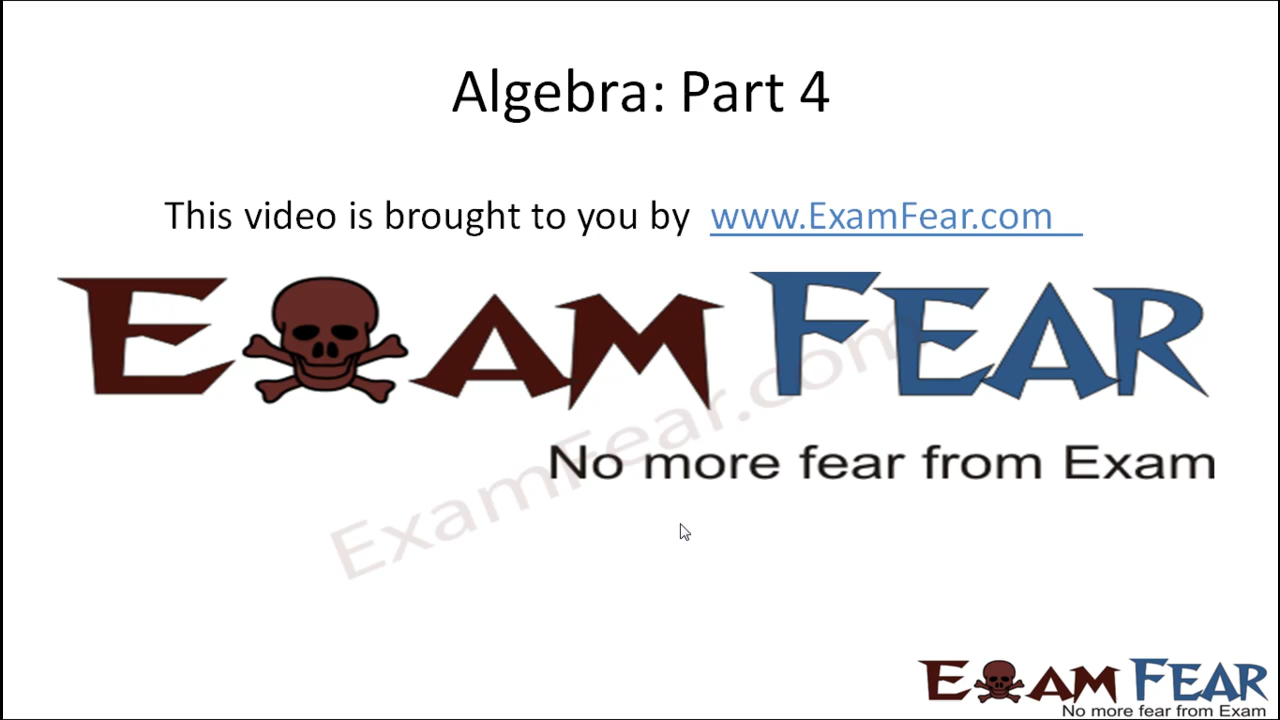 Algebra: Part 4
This video is brought to you by www.ExamFear.com
EXAM FEAR
ExamFear.com
No more fear from Exam
EXAM FEAR
No more fear from Exam